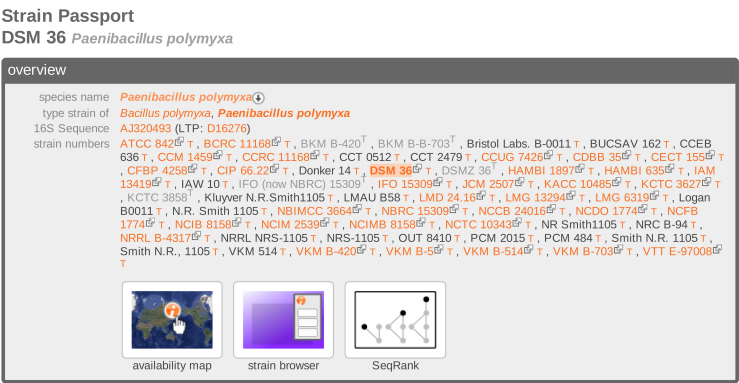 Strain Passport
DSM 36 Paenibacillus polymyxa
overview
species name Paenibacillus polymyxa
type strain of Bacillus polymyxa, Paenibacillus polymyxa
16S Sequence AJ320493 (LTP: D16276)
strain numbers ATCC 842 T , BCRC 11168 T , BKM B-420T , BKM B-B-703T , Bristol Labs. B-0011 T , BUCSAV 162 T , CCEB
636 T , CCM 1459 T , CCRC 11168 T , CCT 0512 T , CCT 2479 T , CCUG 7426 T , CDBB 35 T , CECT 155 T
, CFBP 4258 T , CIP 66.22 T , Donker 14 T , DSM 36 T , DSMZ 36T , HAMBI 1897 T , HAMBI 635 T , IAM
13419 T , IAW 10 T , IFO (now NBRC) 15309T , IFO 15309 T , JCM 2507 T , KACC 10485 T , KCTC 3627 T
, KCTC 3858T , Kluyver N.R.Smith1105 T , LMAU B58 T , LMD 24.16 T , LMG 13294 T , LMG 6319 T , Logan
B0011 T , N.R. Smith 1105 T , NBIMCC 3664 T , NBRC 15309 T , NCCB 24016 T , NCDO 1774 T , NCFB
1774 T , NCIB 8158 T , NCIM 2539 T , NCIMB 8158 T , NCTC 10343 T , NR Smith1105 T , NRC B-94 T ,
NRRL B-4317 T , NRRL NRS-1105 T , NRS-1105 T , OUT 8410 T , PCM 2015 T , PCM 484 T , Smith N.R. 1105 T ,
Smith N.R., 1105 T , VKM 514 T , VKM B-420 T , VKM B-5 T , VKM B-514 T , VKM B-703 T , VTT E-97008
T
availability map strain browser SeqRank